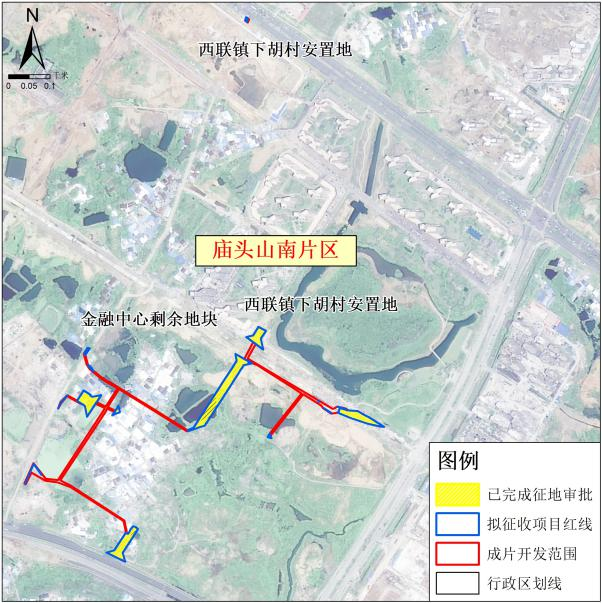 N
西联镇下胡村安置地
千米
0 0.05 0.1
庙头山南片区
西联镇下胡村安置地
金融中心剩余地块
图例
已完成征地审批
拟征收项目红线
成片开发范围
行政区划线